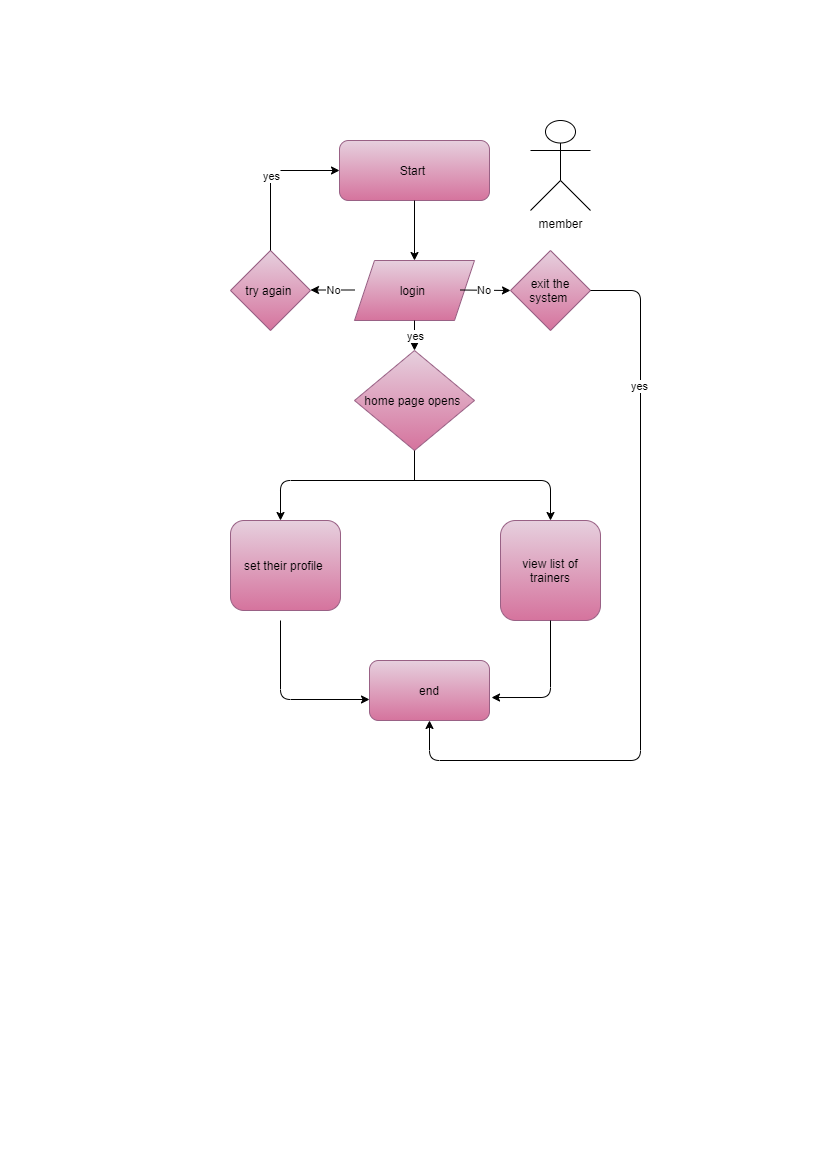 Start
yes
member
try again
No
login
No
exit the
system
yes
home page opens
yes
set their profile
view list of
trainers
end